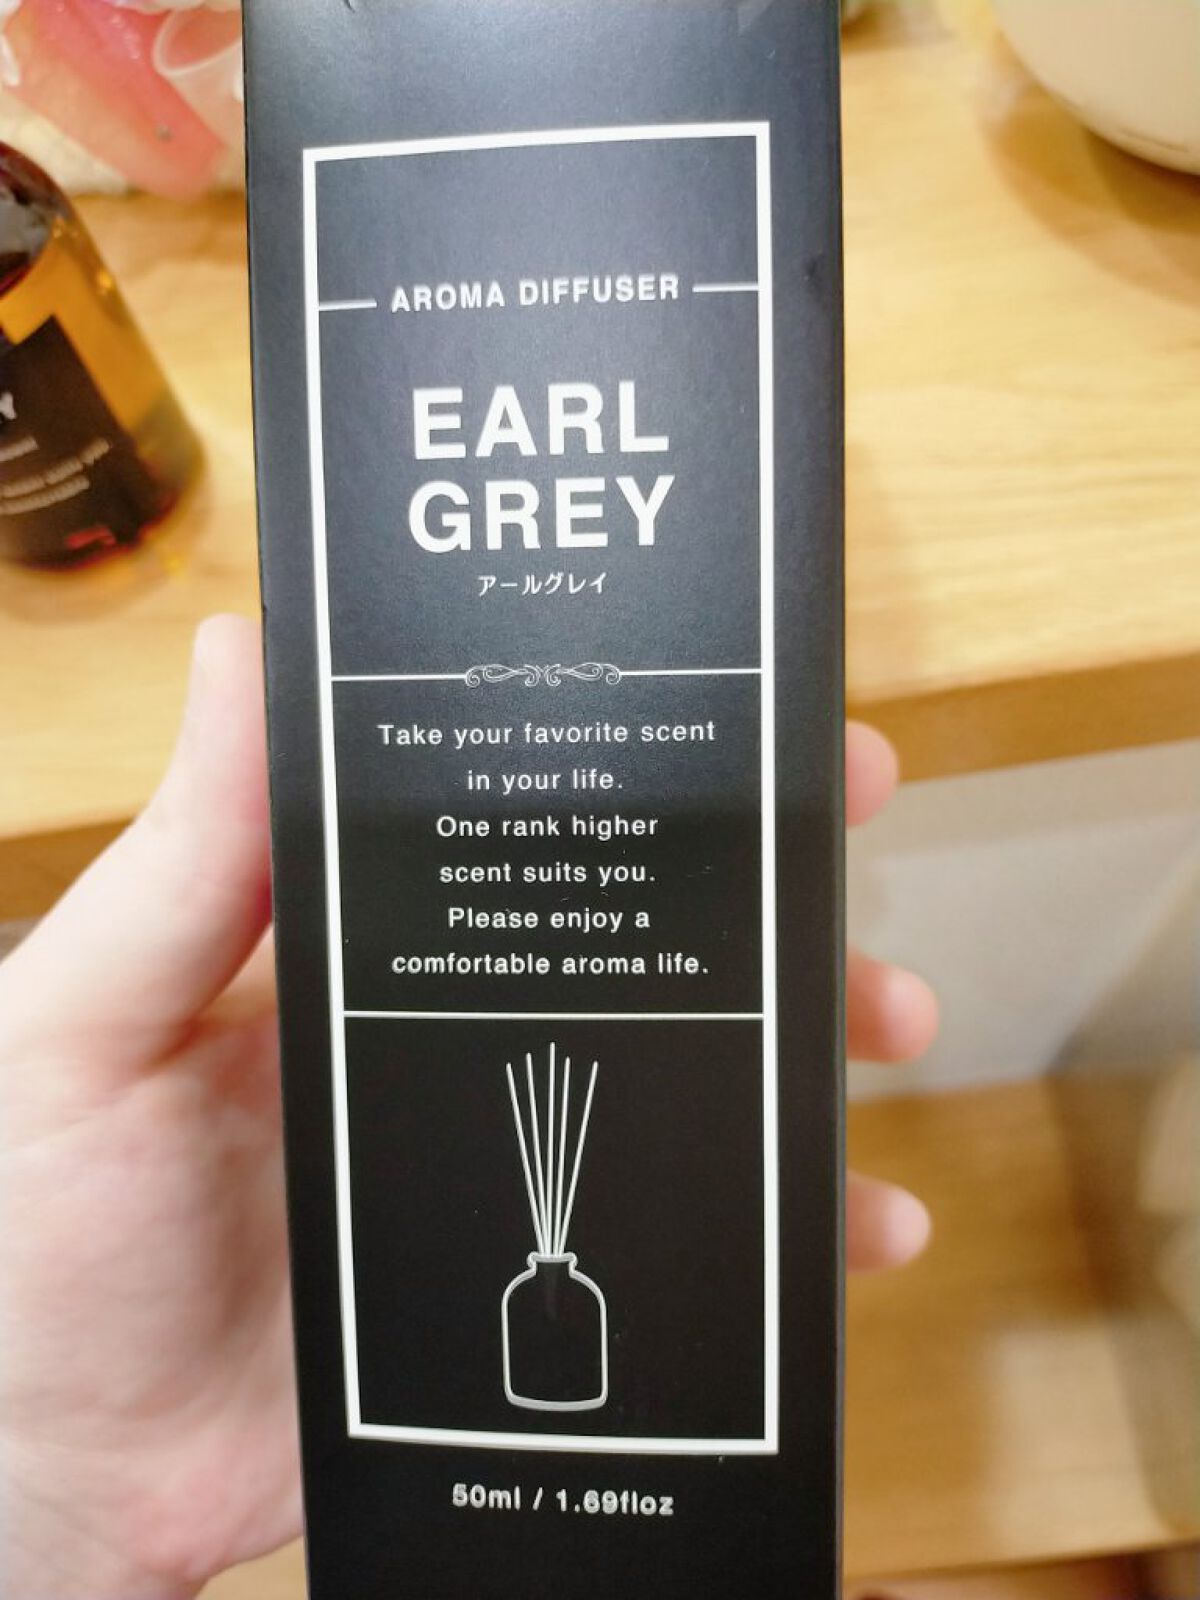 AROMA DIFFUSER
EARL
GREY
アールグレイ
Take your favorite scent
in your life.
One rank higher
scent suits you.
Please enjoy a
comfortable aroma life.
50ml / 1.69floz